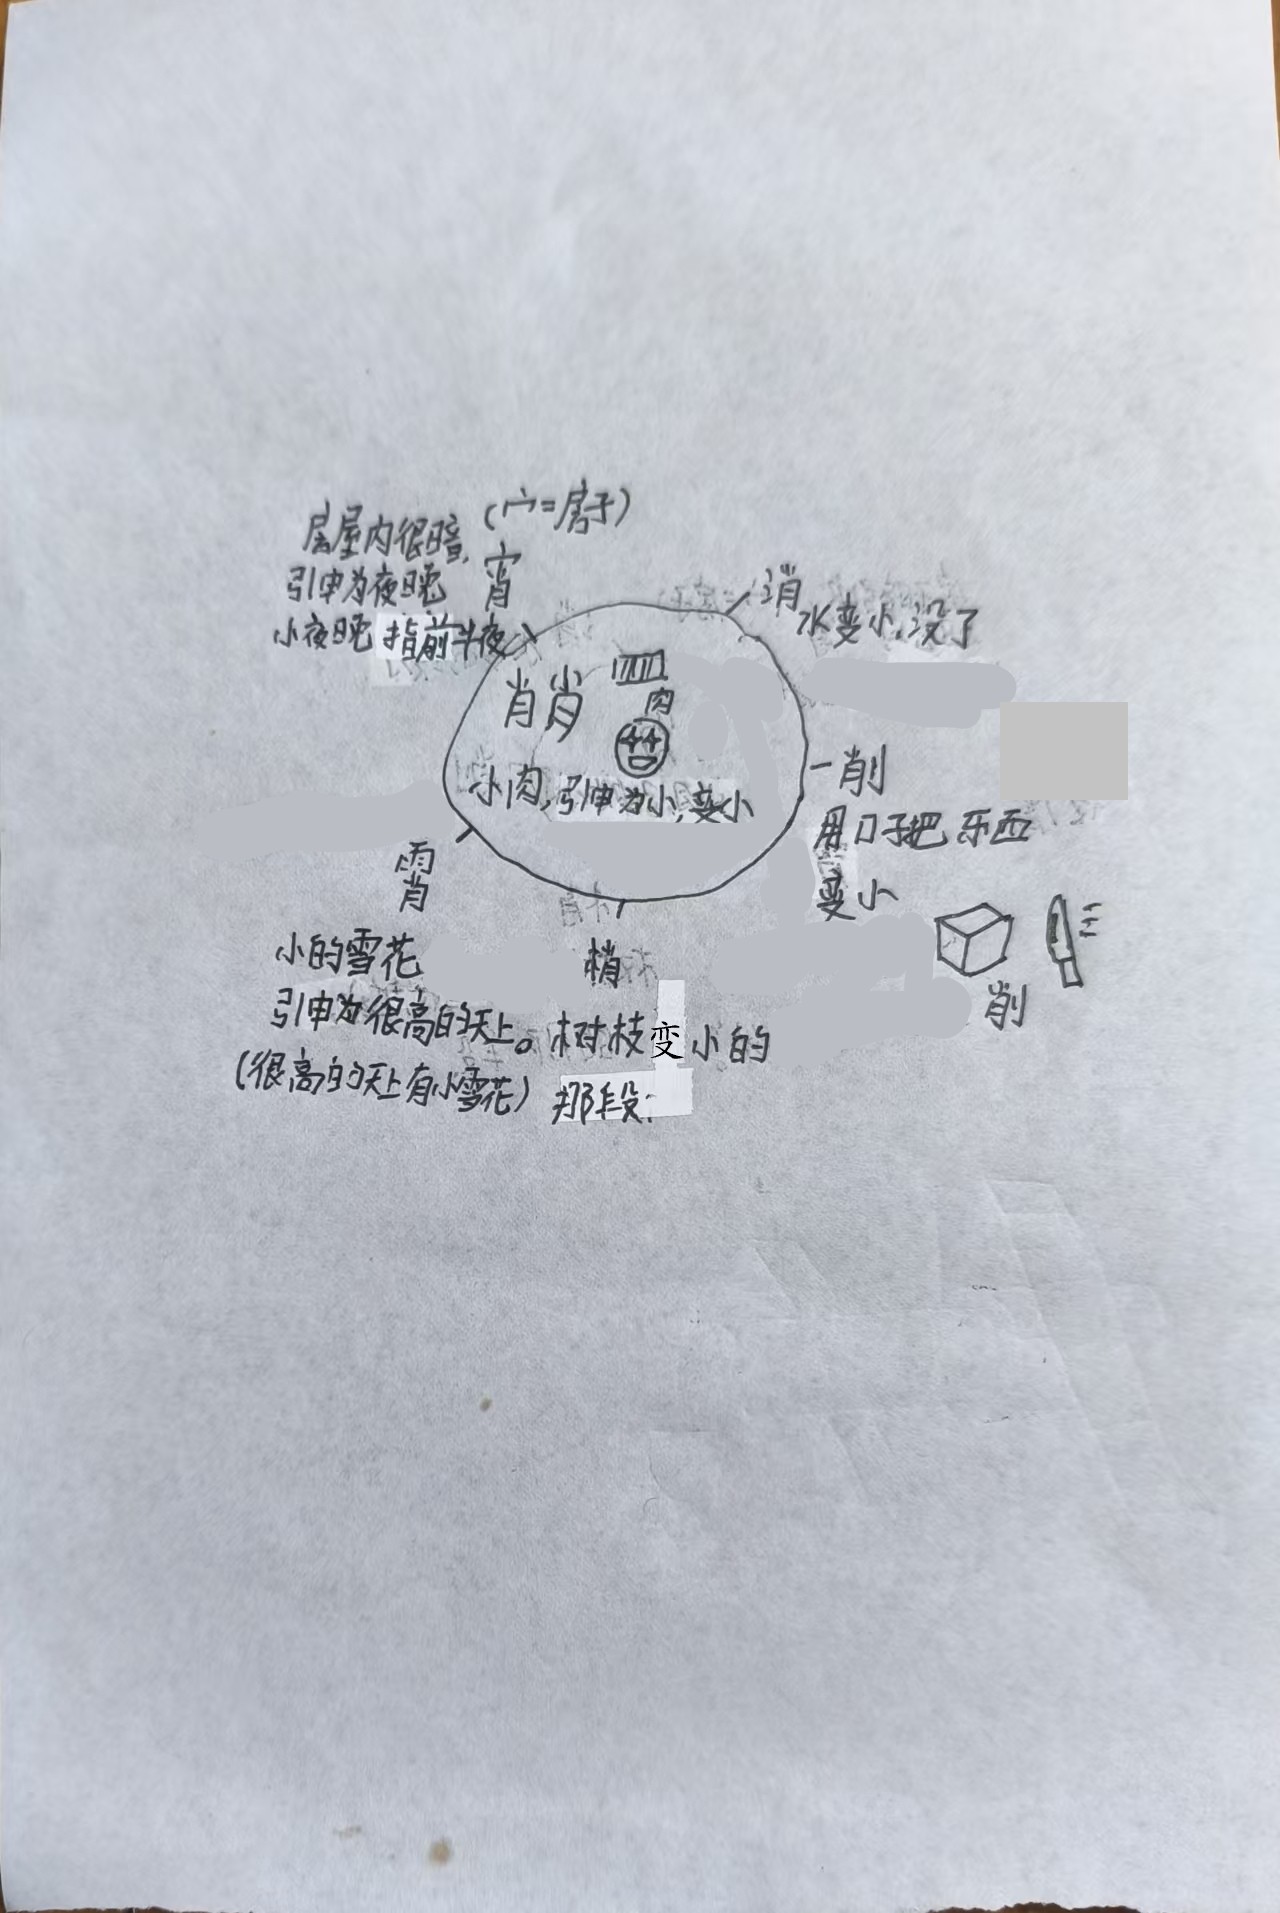 (宀=房子)
房屋内很暗,
引申为夜晚
小夜晚 指前半夜
宵
消
水变小,没了
肖肖
肉
小肉,引申为小,变小
削
用刀子把东西
变小
削
霄
小的雪花
引申为很高的天上。
(很高的天上有小雪花)
梢
树枝变小的
那段